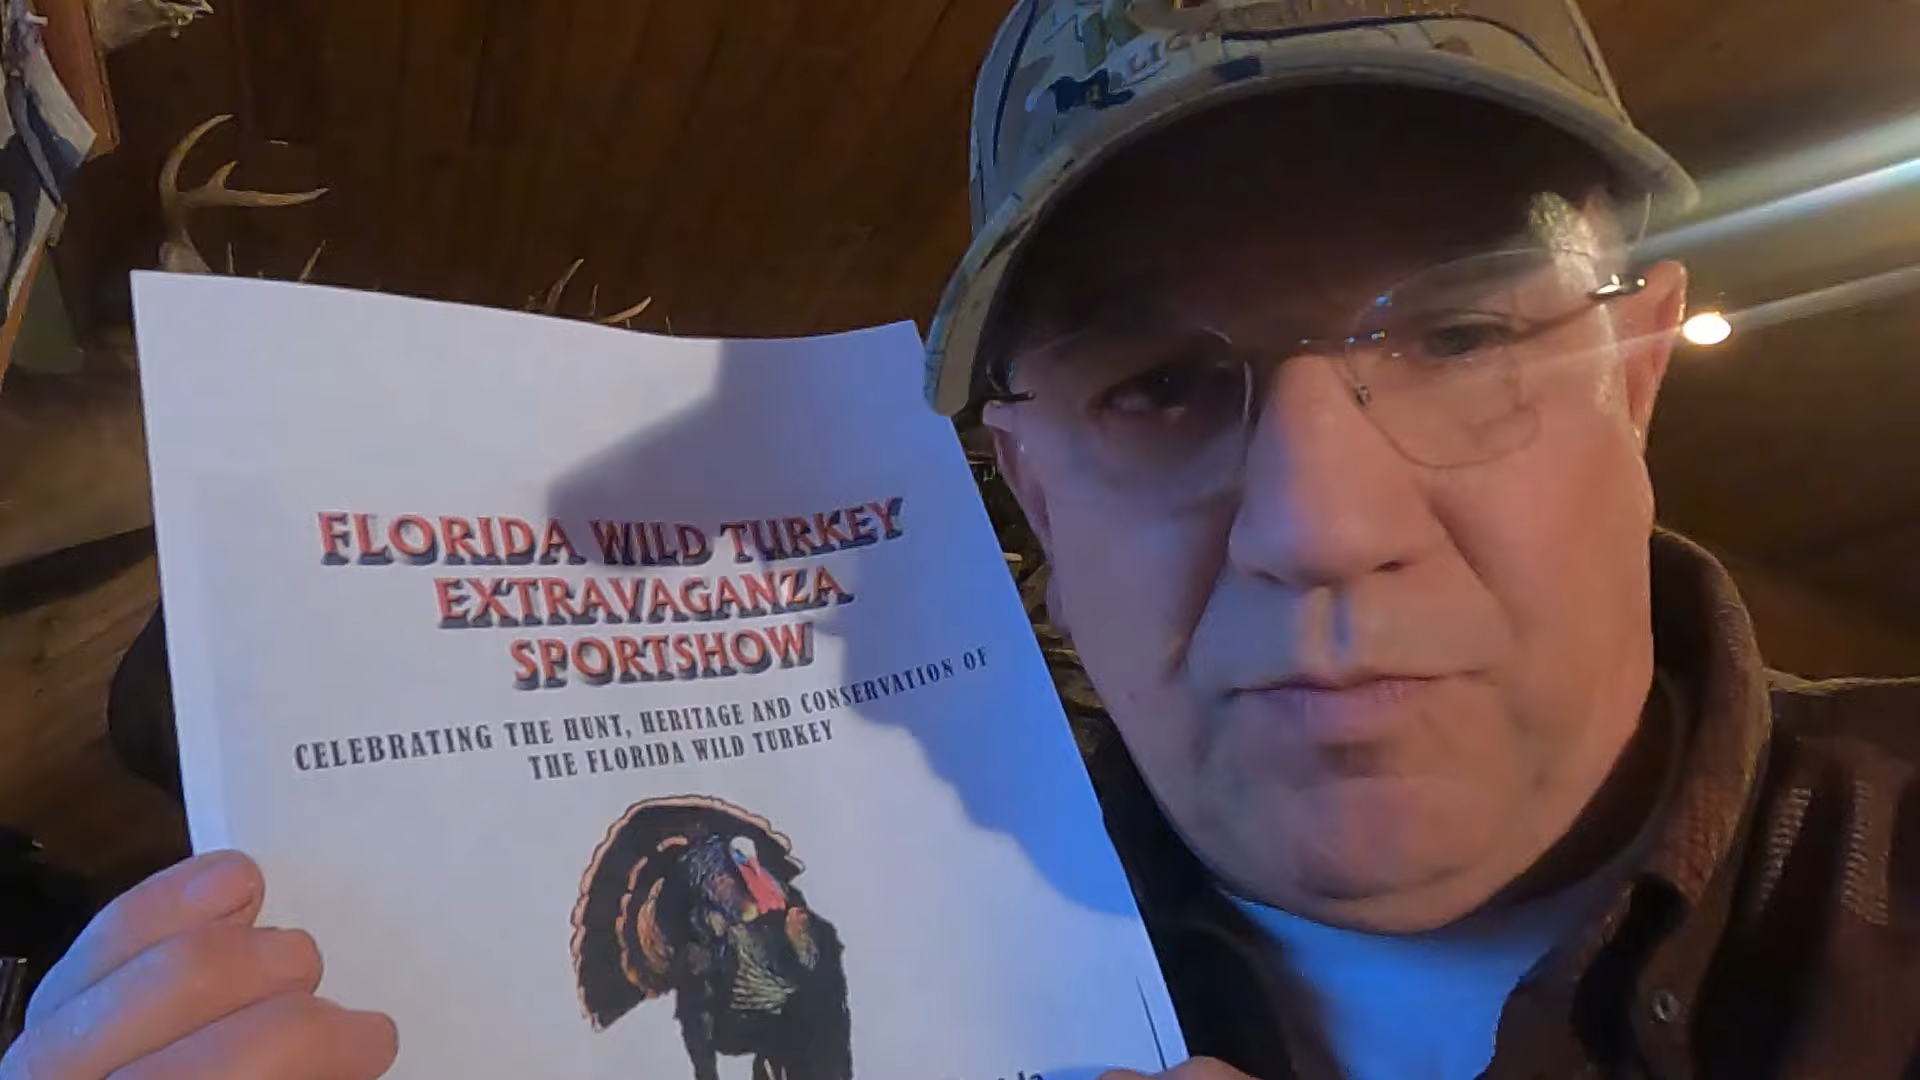 FLORIDA WILD TURKEY
EXTRAVAGANZA
SPORTSHOW
CELEBRATING THE HUNT, HERITAGE AND CONSERVATION OF
THE FLORIDA WILD TURKEY